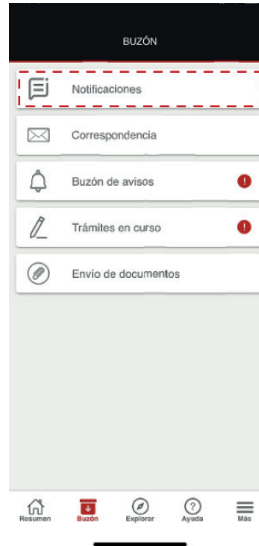 BUZÓN
Notificaciones
Correspondencia
Buzón de avisos
Trámites en curso
Envío de documentos
Resumen Buzón Explorar Ayuda Más